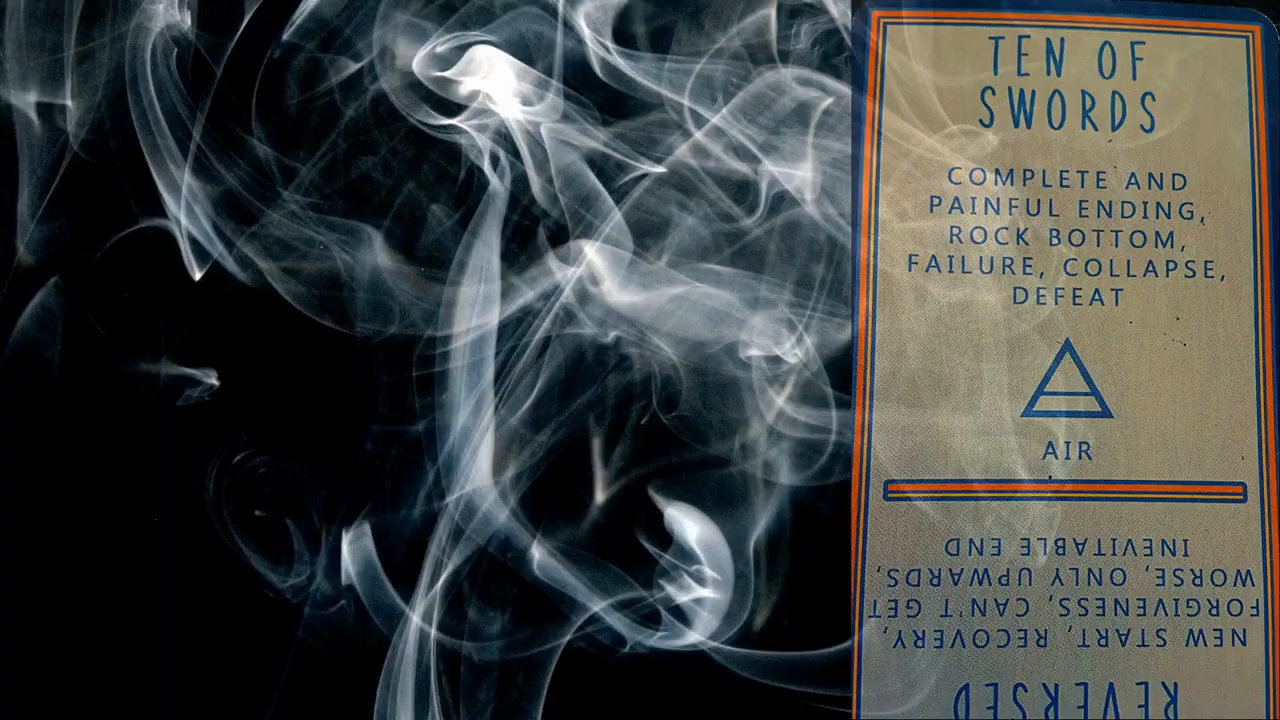 TEN OF
SWORDS
COMPLETE AND
PAINFUL ENDING,
ROCK BOTTOM,
FAILURE, COLLAPSE,
DEFEAT
AIR
REVERSED
NEW START, RECOVERY,
FORGIVENESS, CAN'T GET
WORSE, ONLY UPWARDS,
INEVITABLE END